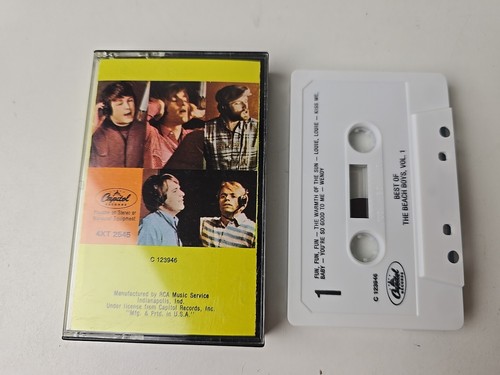 Capitol
RECORDS
4XT 2545
C 123946
Manufactured by RCA Music Service
Indianapolis, Ind.
Under license from Capitol Records, Inc.
"Mfg. & Prtd. in U.S.A."
1
FUN, FUN, FUN — THE WARMTH OF THE SUN — LOUIE, LOUIE — KISS ME,
BABY — YOU'RE SO GOOD TO ME — WENDY
BEST OF
THE BEACH BOYS, VOL. 1
C 123946
Capitol